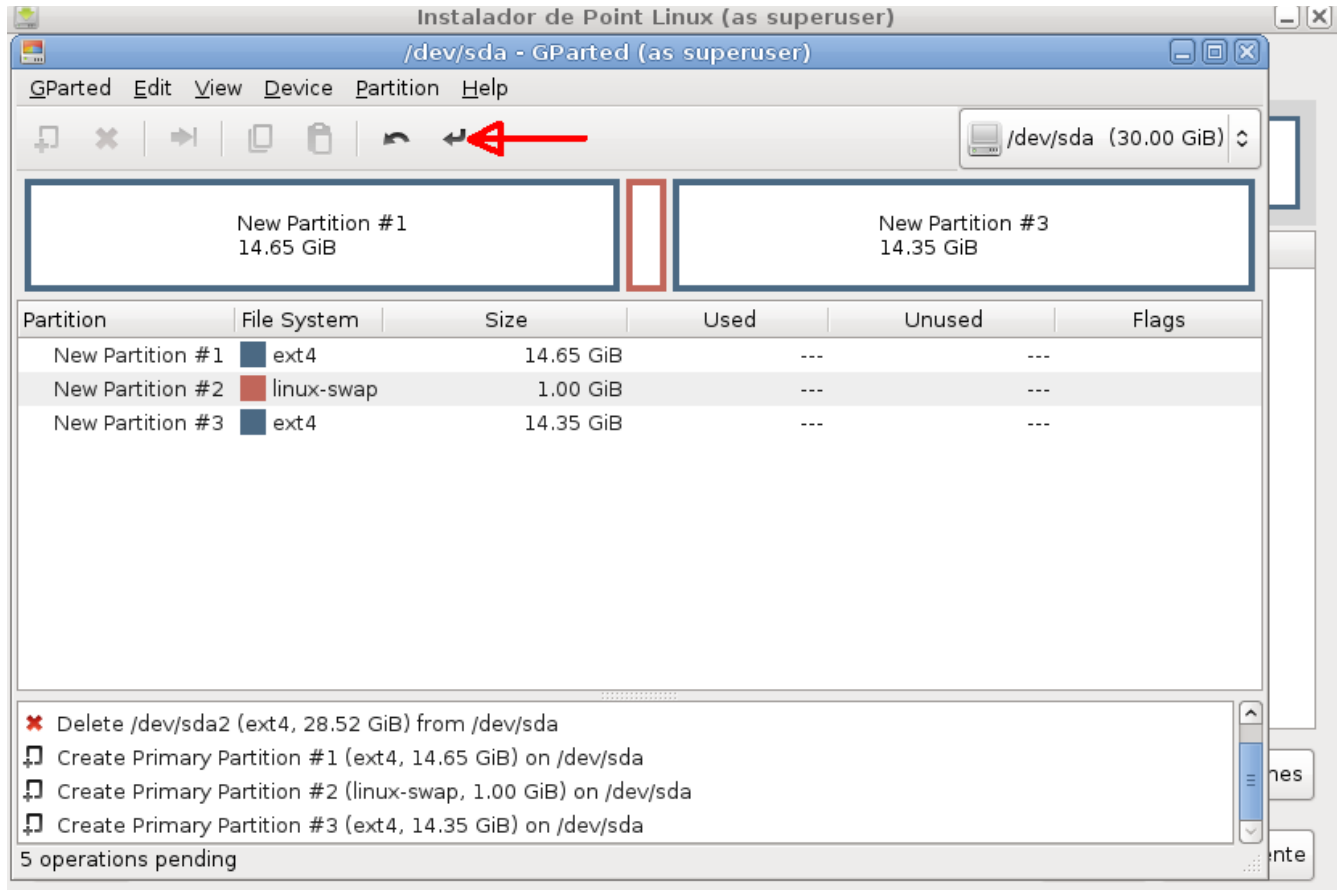 Instalador de Point Linux (as superuser)
/dev/sda - GParted (as superuser)
GParted Edit View Device Partition Help
/dev/sda (30.00 GiB)
New Partition #1
14.65 GiB
New Partition #3
14.35 GiB
Partition File System Size Used Unused Flags
New Partition #1 ext4 14.65 GiB --- ---
New Partition #2 linux-swap 1.00 GiB --- ---
New Partition #3 ext4 14.35 GiB --- ---
Delete /dev/sda2 (ext4, 28.52 GiB) from /dev/sda
Create Primary Partition #1 (ext4, 14.65 GiB) on /dev/sda
Create Primary Partition #2 (linux-swap, 1.00 GiB) on /dev/sda
Create Primary Partition #3 (ext4, 14.35 GiB) on /dev/sda
5 operations pending
nes
nte